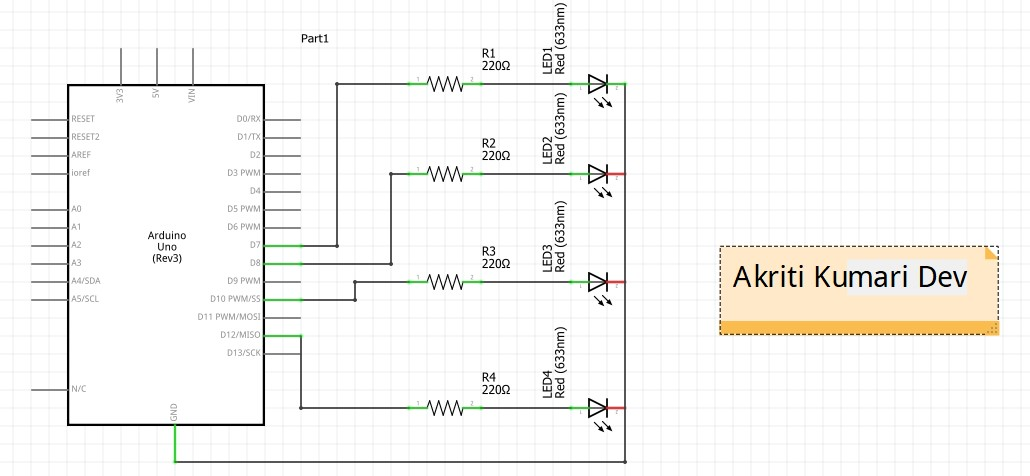 Part1
3V3
5V
VIN
RESET
RESET2
AREF
ioref
A0
A1
A2
A3
A4/SDA
A5/SCL
N/C
Arduino
Uno
(Rev3)
D0/RX
D1/TX
D2
D3 PWM
D4
D5 PWM
D6 PWM
D7
D8
D9 PWM
D10 PWM/SS
D11 PWM/MOSI
D12/MISO
D13/SCK
GND
R1
220Ω
LED1
Red (633nm)
R2
220Ω
LED2
Red (633nm)
R3
220Ω
LED3
Red (633nm)
R4
220Ω
LED4
Red (633nm)
Akriti Kumari Dev